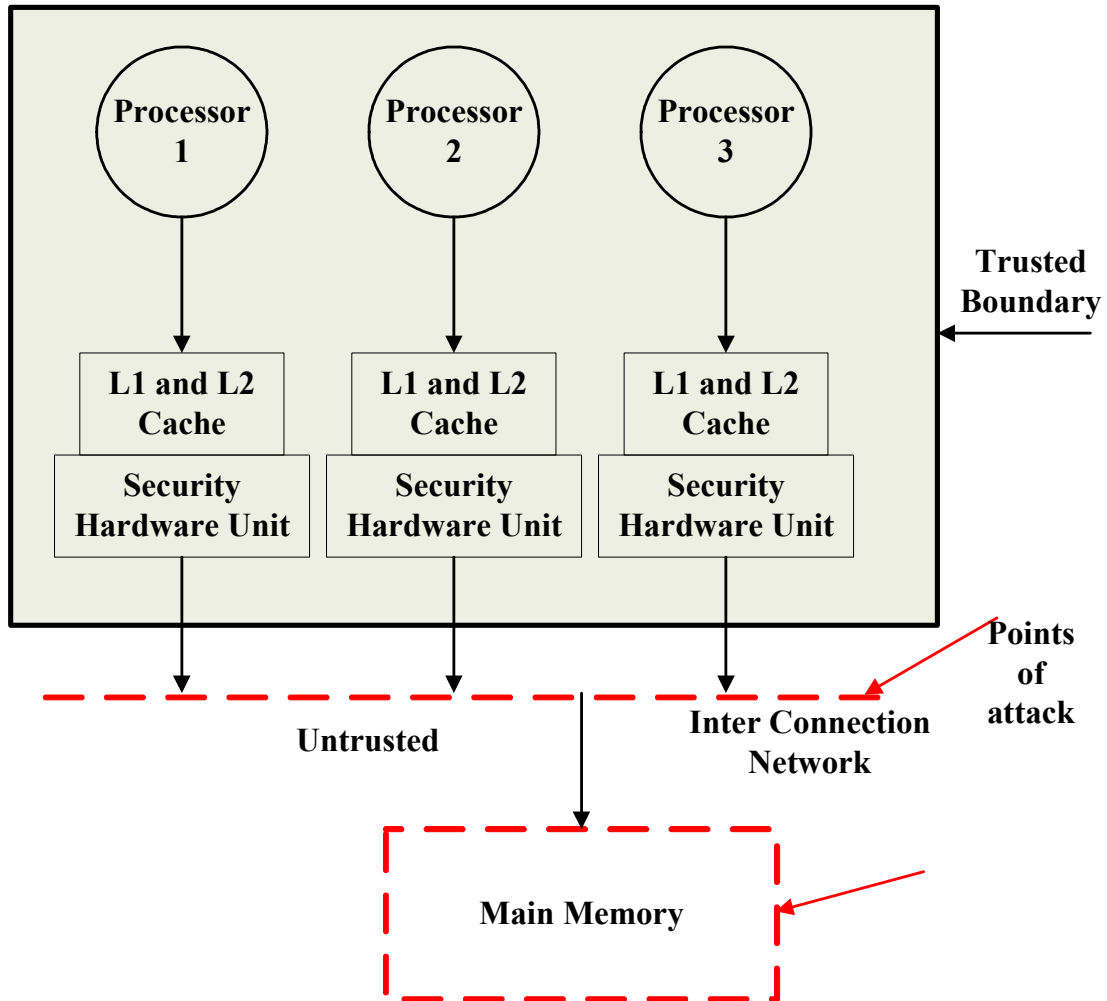 Processor
1
Processor
2
Processor
3
Trusted
Boundary
L1 and L2
Cache
L1 and L2
Cache
L1 and L2
Cache
Security
Hardware Unit
Security
Hardware Unit
Security
Hardware Unit
Points
of
attack
Untrusted
Inter Connection
Network
Main Memory